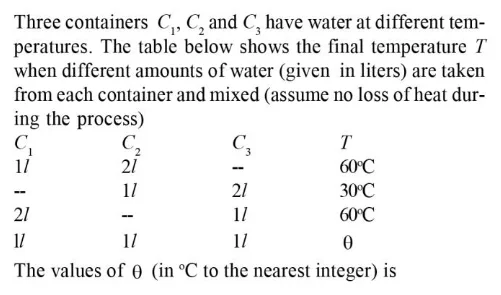 Three containers C₁, C₂ and C₃ have water at different tem-
peratures. The table below shows the final temperature T
when different amounts of water (given in liters) are taken
from each container and mixed (assume no loss of heat dur-
ing the process)
C₁ C₂ C₃ T
1l 2l -- 60°C
-- 1l 2l 30°C
2l -- 1l 60°C
1l 1l 1l θ
The values of θ (in °C to the nearest integer) is